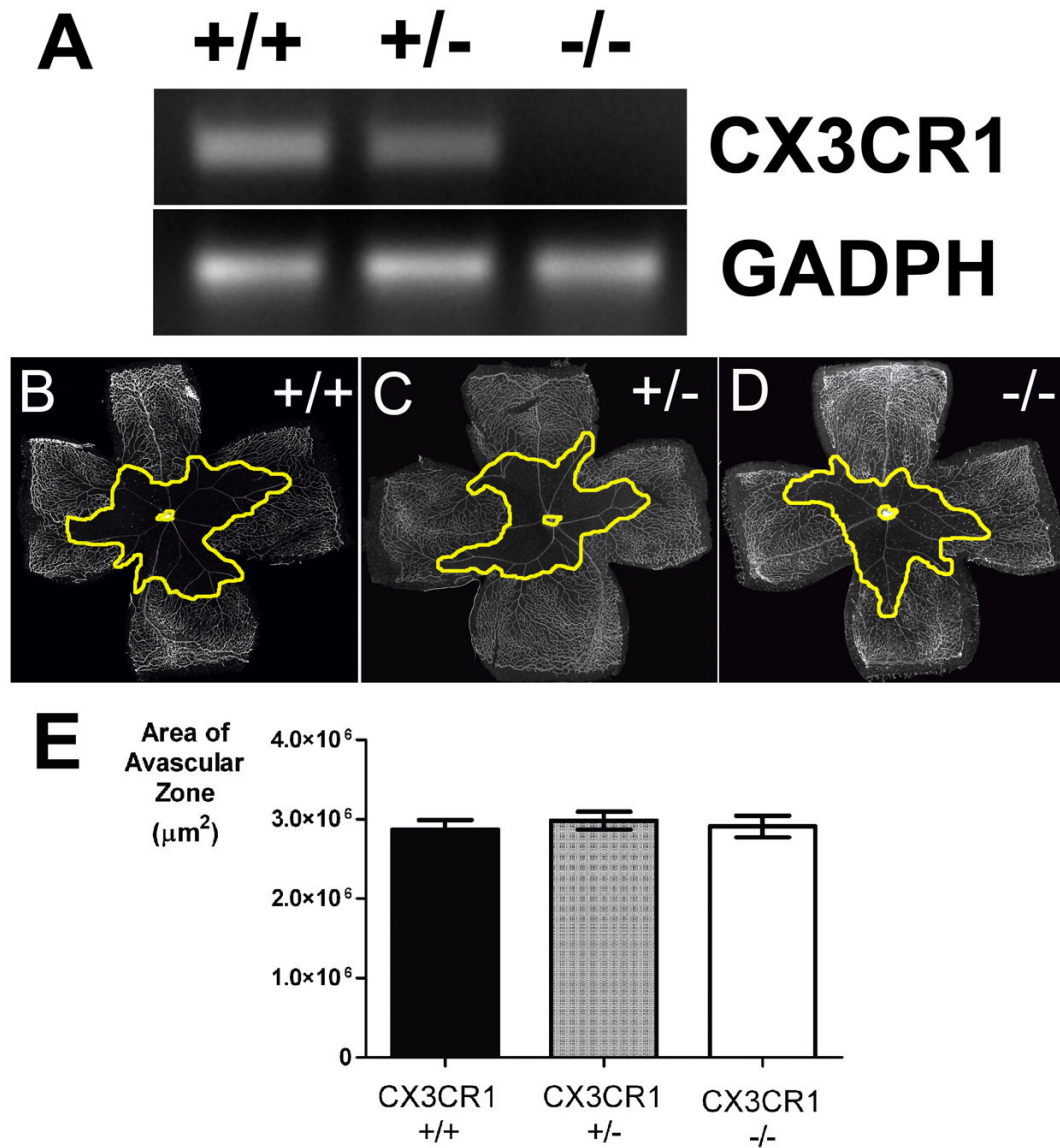 A +/+ +/- -/-
CX3CR1
GADPH
B +/+
C +/-
D -/-
E
Area of
Avascular
Zone
(μm²)
4.0×10⁶
3.0×10⁶
2.0×10⁶
1.0×10⁶
0
CX3CR1
+/+
CX3CR1
+/-
CX3CR1
-/-